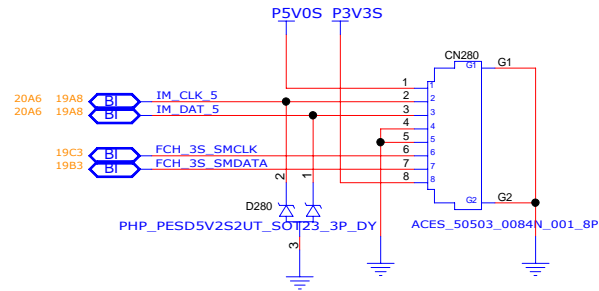 P5V0S P3V3S
CN280
G1 G1
1 1
20A6 19A8 BI IM_CLK_5 2 2
20A6 19A8 BI IM_DAT_5 3 3
4 4
5 5
19C3 BI FCH_3S_SMCLK 6 6
19B3 BI FCH_3S_SMDATA 7 7
8 8
2 1
G2 G2
D280
PHP_PESD5V2S2UT_SOT23_3P_DY ACES_50503_0084N_001_8P
3